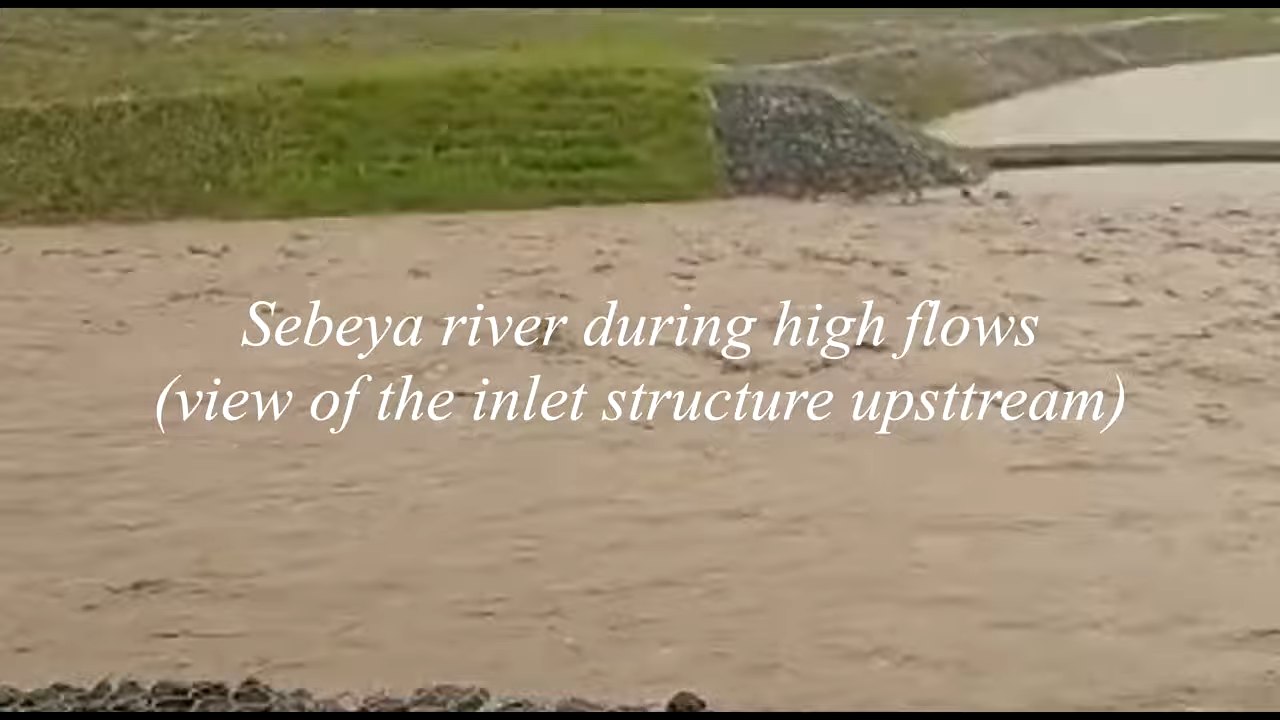 Sebeya river during high flows
(view of the inlet structure upsttream)